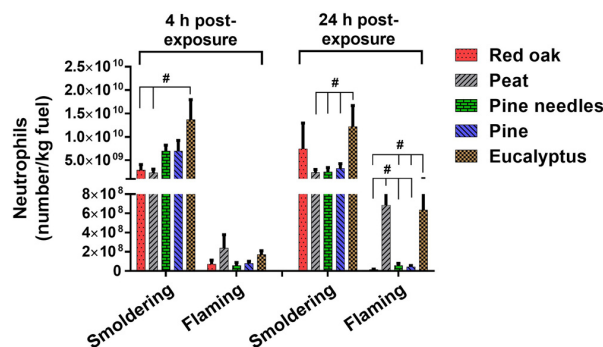 4 h post-
exposure
24 h post-
exposure
Neutrophils
(number/kg fuel)
2.5×10¹⁰
2.0×10¹⁰
1.5×10¹⁰
1.0×10¹⁰
5.0×10⁰⁹
8×10⁸
6×10⁸
4×10⁸
2×10⁸
0
#
#
#
#
Smoldering
Flaming
Smoldering
Flaming
Red oak
Peat
Pine needles
Pine
Eucalyptus